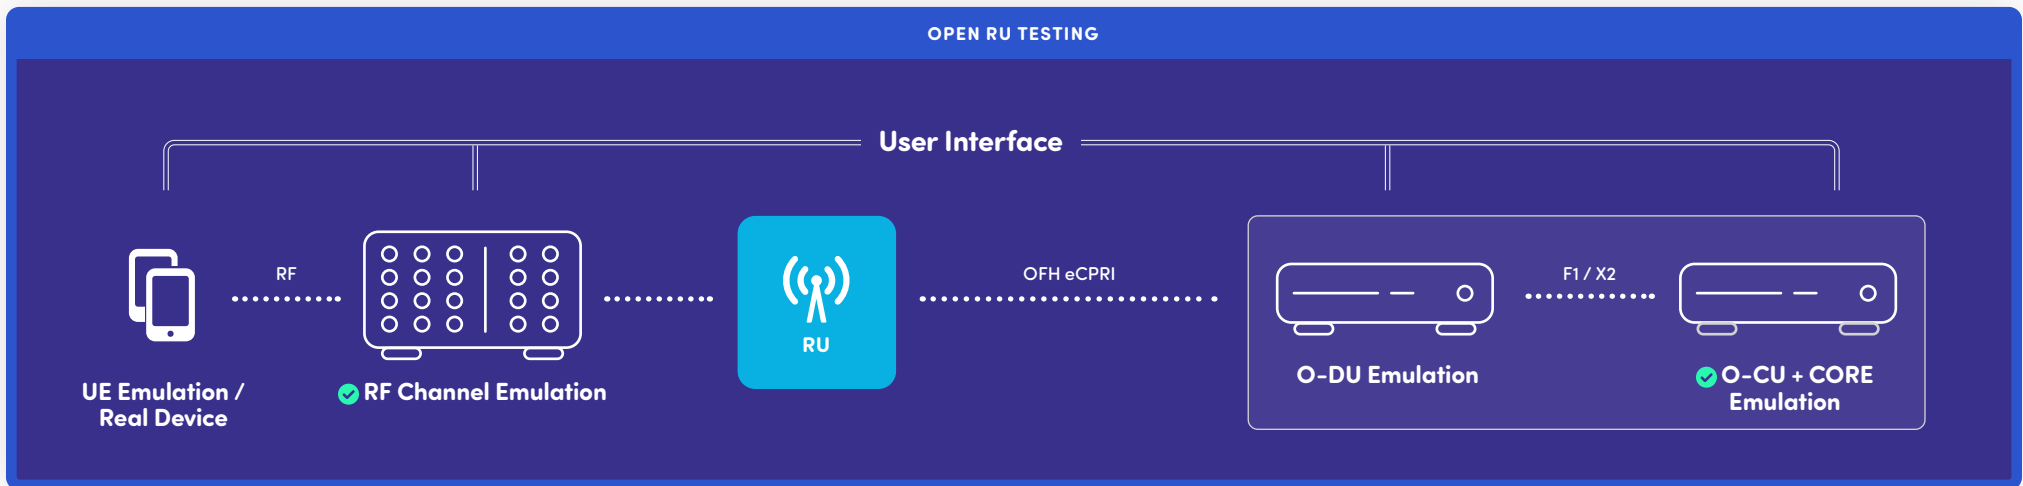 OPEN RU TESTING
User Interface
RF
OFH eCPRI
F1 / X2
RU
UE Emulation /
Real Device
RF Channel Emulation
O-DU Emulation
O-CU + CORE
Emulation